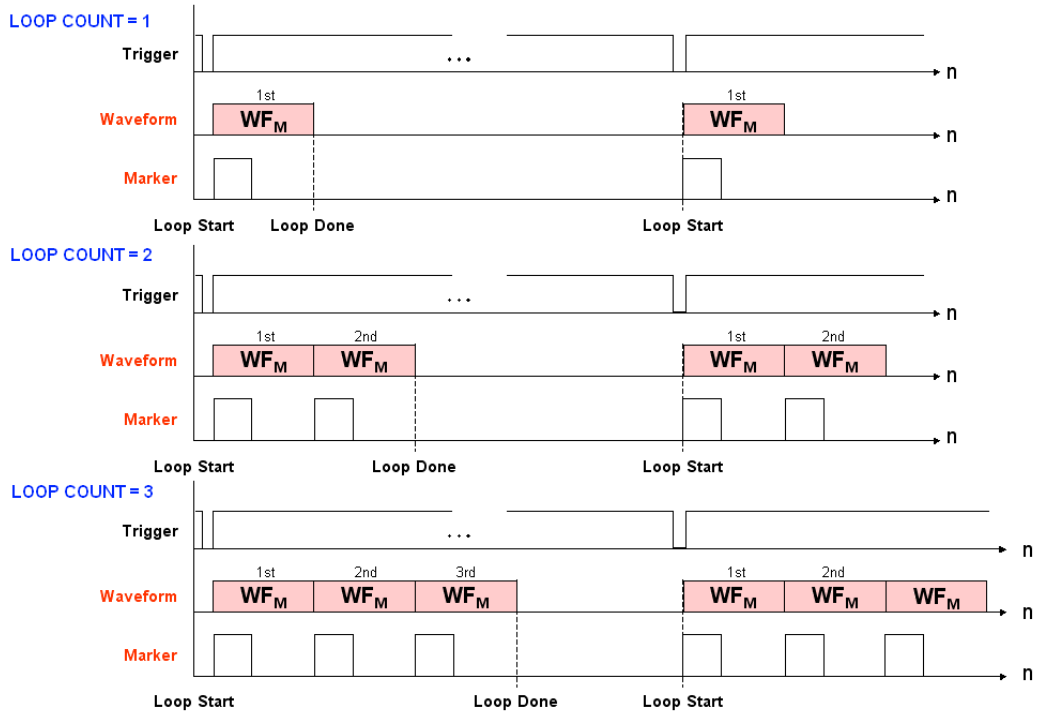 LOOP COUNT = 1
Trigger
...
n
1st
1st
Waveform
WFM
WFM
n
Marker
n
Loop Start
Loop Done
Loop Start
LOOP COUNT = 2
Trigger
...
n
1st
2nd
1st
2nd
Waveform
WFM
WFM
WFM
WFM
n
Marker
n
Loop Start
Loop Done
Loop Start
LOOP COUNT = 3
Trigger
...
n
1st
2nd
3rd
1st
2nd
Waveform
WFM
WFM
WFM
WFM
WFM
WFM
n
Marker
n
Loop Start
Loop Done
Loop Start